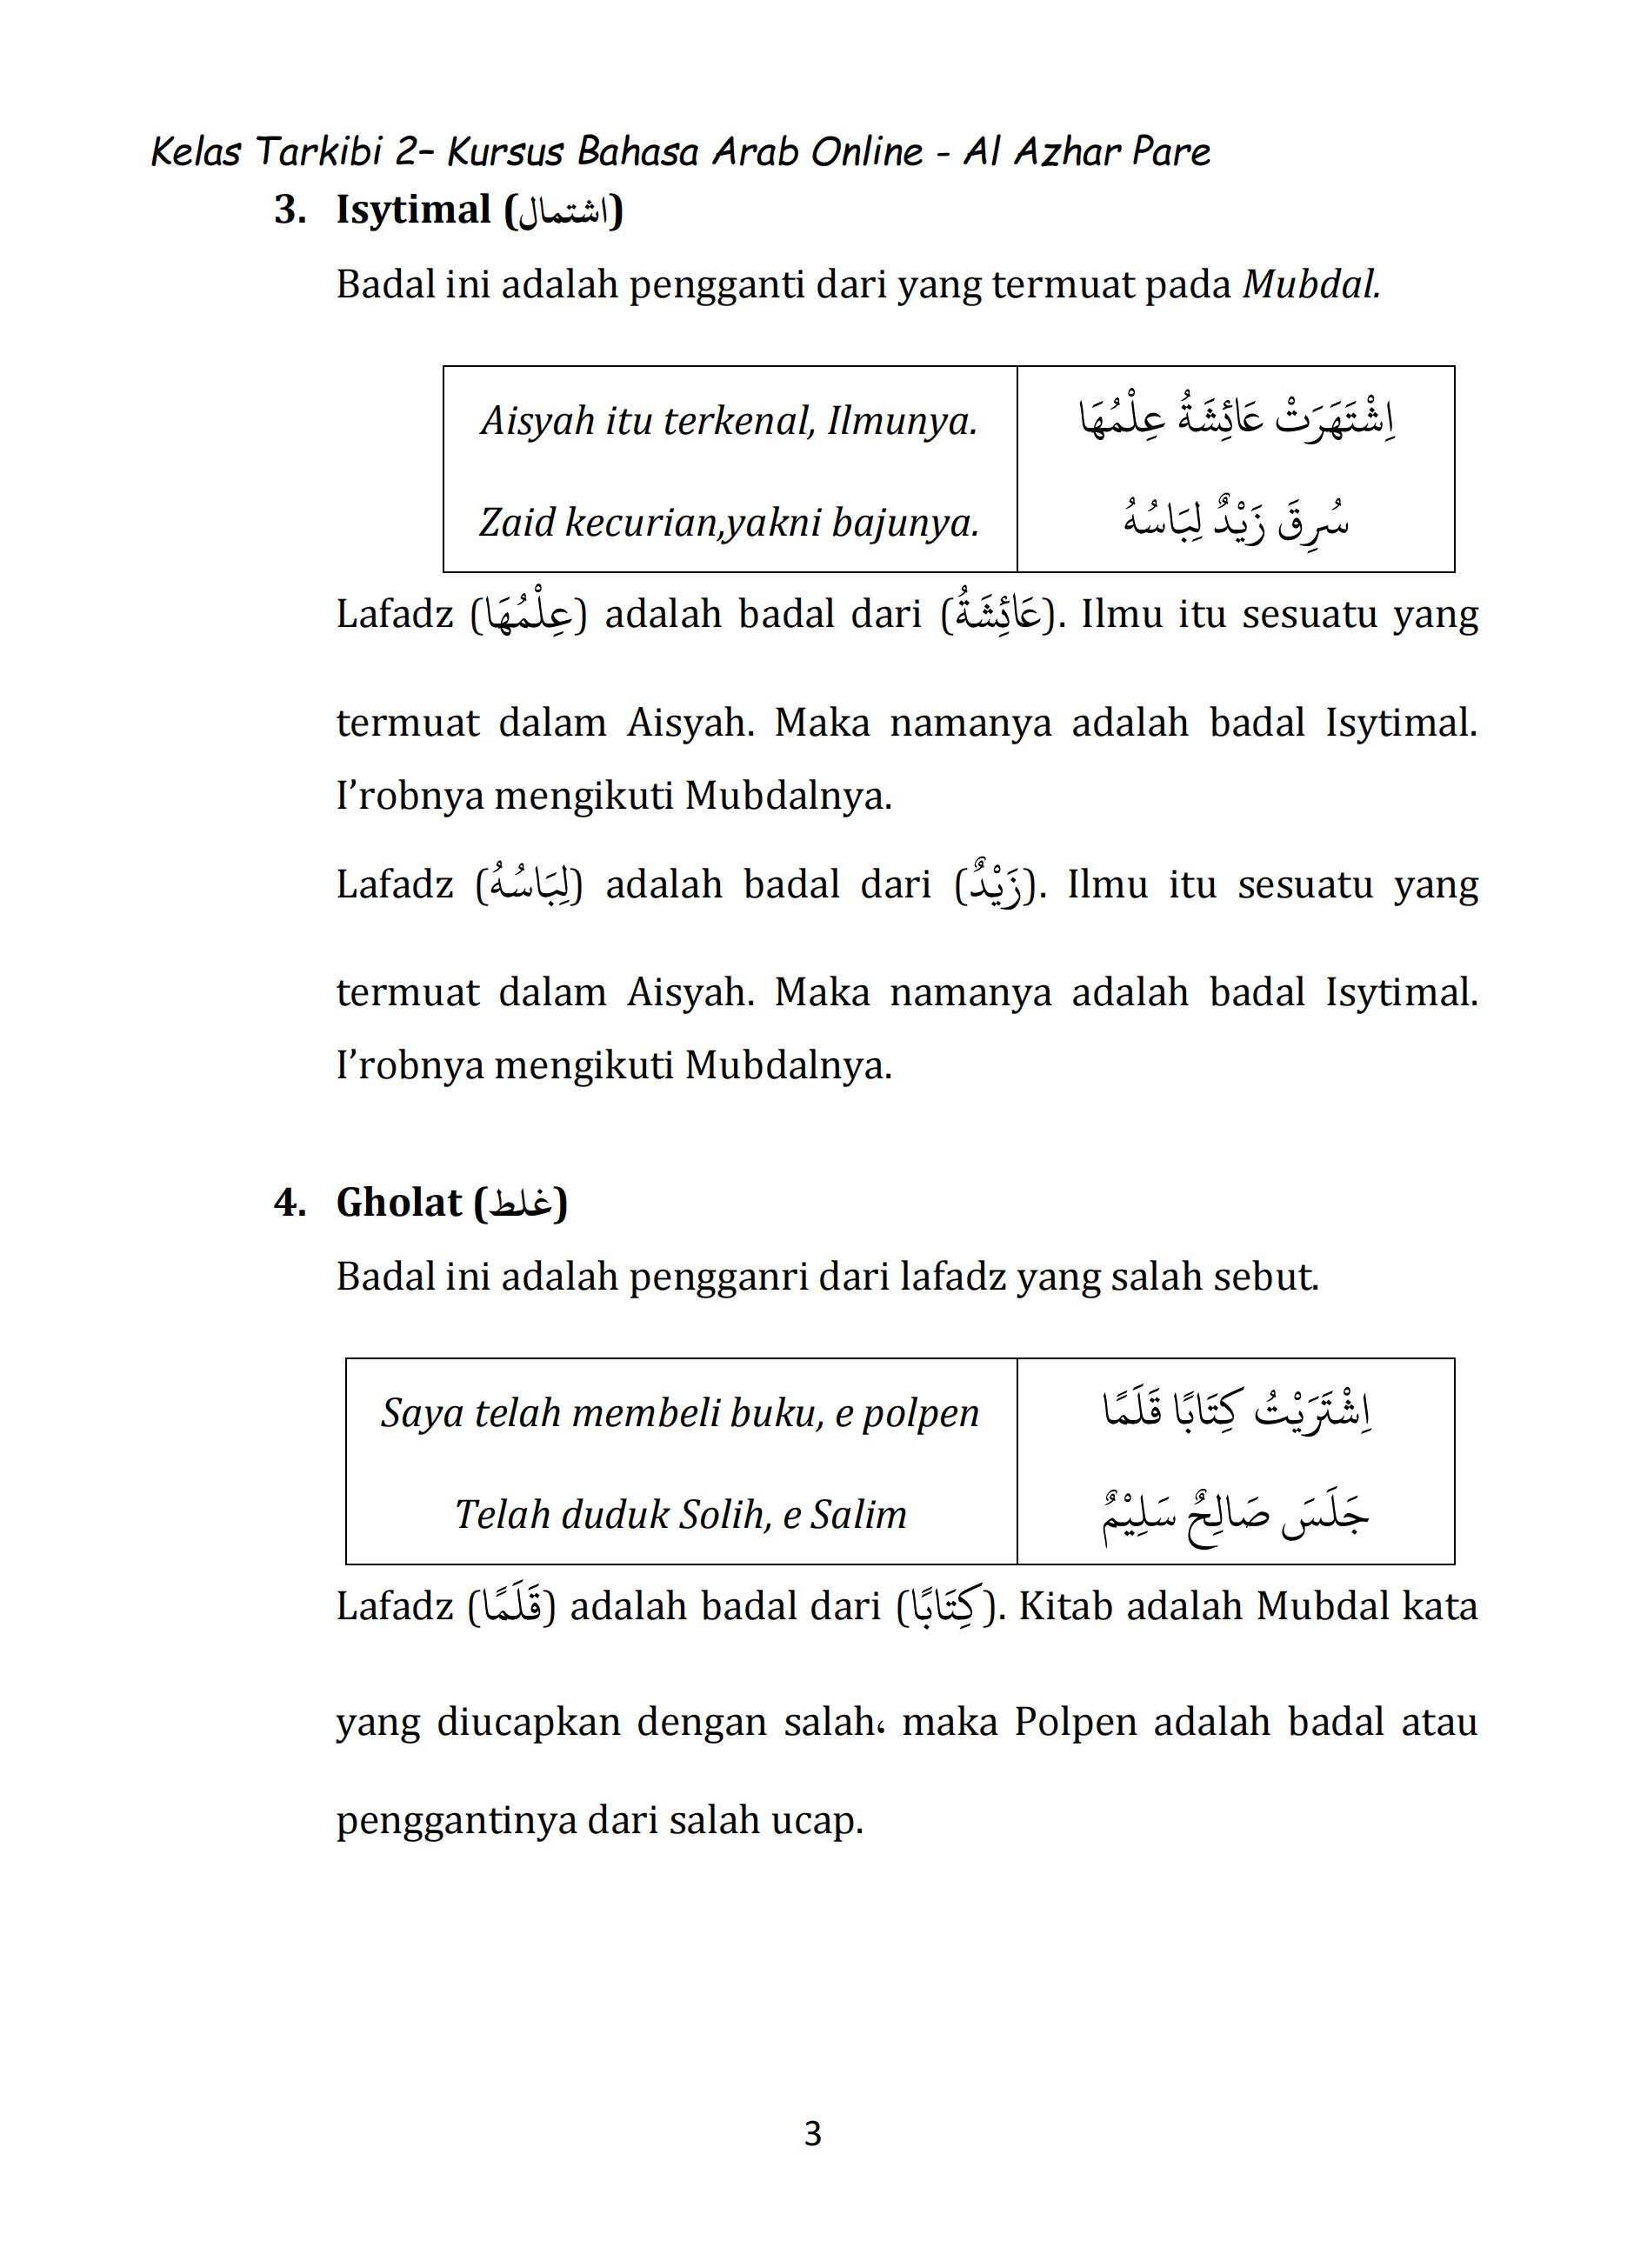 Kelas Tarkibi 2– Kursus Bahasa Arab Online - Al Azhar Pare
3. Isytimal (اشتمال)
Badal ini adalah pengganti dari yang termuat pada Mubdal.
Aisyah itu terkenal, Ilmunya. اِشْتَهَرَتْ عَائِشَةُ عِلْمُهَا
Zaid kecurian,yakni bajunya. سُرِقَ زَيْدٌ لِبَاسُهُ
Lafadz (عِلْمُهَا) adalah badal dari (عَائِشَةُ). Ilmu itu sesuatu yang
termuat dalam Aisyah. Maka namanya adalah badal Isytimal.
I’robnya mengikuti Mubdalnya.
Lafadz (لِبَاسُهُ) adalah badal dari (زَيْدٌ). Ilmu itu sesuatu yang
termuat dalam Aisyah. Maka namanya adalah badal Isytimal.
I’robnya mengikuti Mubdalnya.
4. Gholat (غلط)
Badal ini adalah pengganri dari lafadz yang salah sebut.
Saya telah membeli buku, e polpen اِشْتَرَيْتُ كِتَابًا قَلَمًا
Telah duduk Solih, e Salim جَلَسَ صَالِحٌ سَلِيْمٌ
Lafadz (قَلَمًا) adalah badal dari (كِتَابًا). Kitab adalah Mubdal kata
yang diucapkan dengan salah، maka Polpen adalah badal atau
penggantinya dari salah ucap.
3